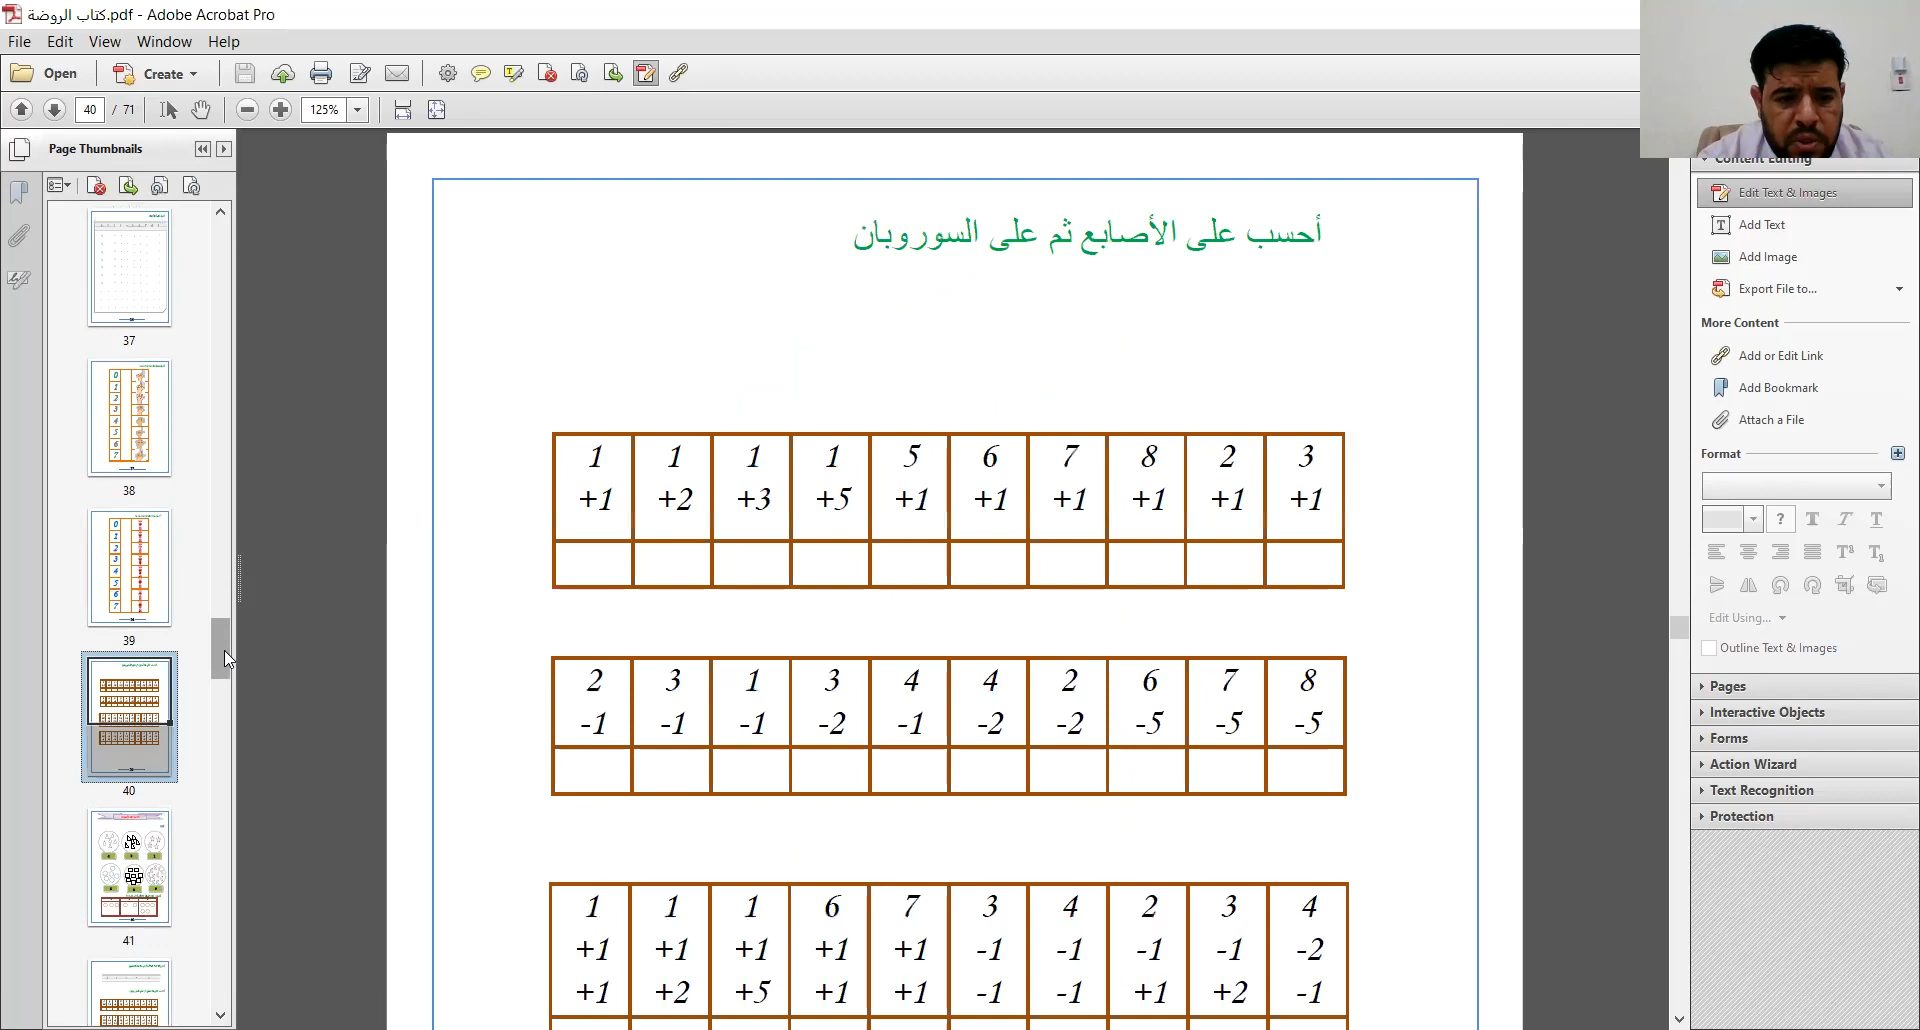 كتاب الروضة.pdf - Adobe Acrobat Pro
File Edit View Window Help
Open Create
40 / 71 125%
Page Thumbnails
37
38
39
40
41
أحسب على الأصابع ثم على السوروبان
1 1 1 1 5 6 7 8 2 3
+1 +2 +3 +5 +1 +1 +1 +1 +1 +1
2 3 1 3 4 4 2 6 7 8
-1 -1 -1 -2 -1 -2 -2 -5 -5 -5
1 1 1 6 7 3 4 2 3 4
+1 +1 +1 +1 +1 -1 -1 -1 -1 -2
+1 +2 +5 +1 +1 -1 -1 +1 +2 -1
Content Editing
Edit Text & Images
Add Text
Add Image
Export File to...
More Content
Add or Edit Link
Add Bookmark
Attach a File
Format
Edit Using...
Outline Text & Images
Pages
Interactive Objects
Forms
Action Wizard
Text Recognition
Protection